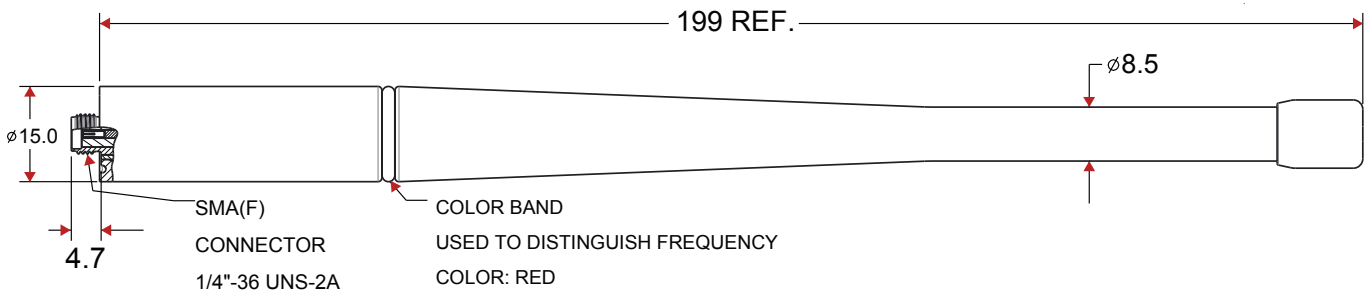 199 REF.
⌀8.5
⌀15.0
4.7
SMA(F)
CONNECTOR
1/4"-36 UNS-2A
COLOR BAND
USED TO DISTINGUISH FREQUENCY
COLOR: RED